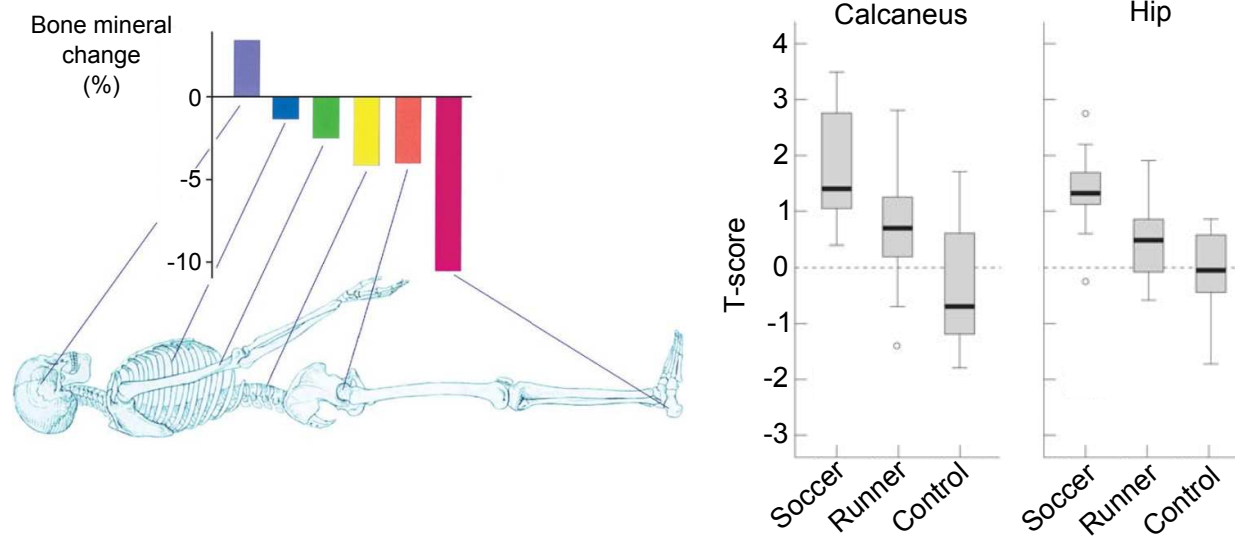 Bone mineral
change
(%)
0
-5
-10
Calcaneus
Hip
T-score
4
3
2
1
0
-1
-2
-3
Soccer
Runner
Control
Soccer
Runner
Control